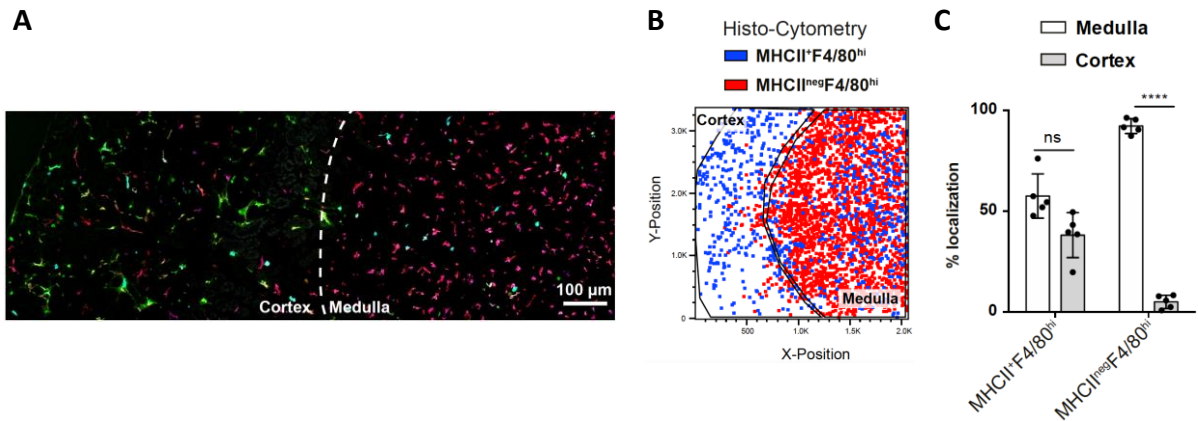 A
Cortex
Medulla
100 µm
B
Histo-Cytometry
MHCII⁺F4/80ʰⁱ
MHCIIⁿᵉᵍF4/80ʰⁱ
Cortex
3.0K
2.0K
1.0K
0
Y-Position
Medulla
500
1.0K
1.5K
2.0K
X-Position
C
Medulla
Cortex
100
50
0
% localization
ns
****
MHCII⁺F4/80ʰⁱ
MHCIIⁿᵉᵍF4/80ʰⁱ